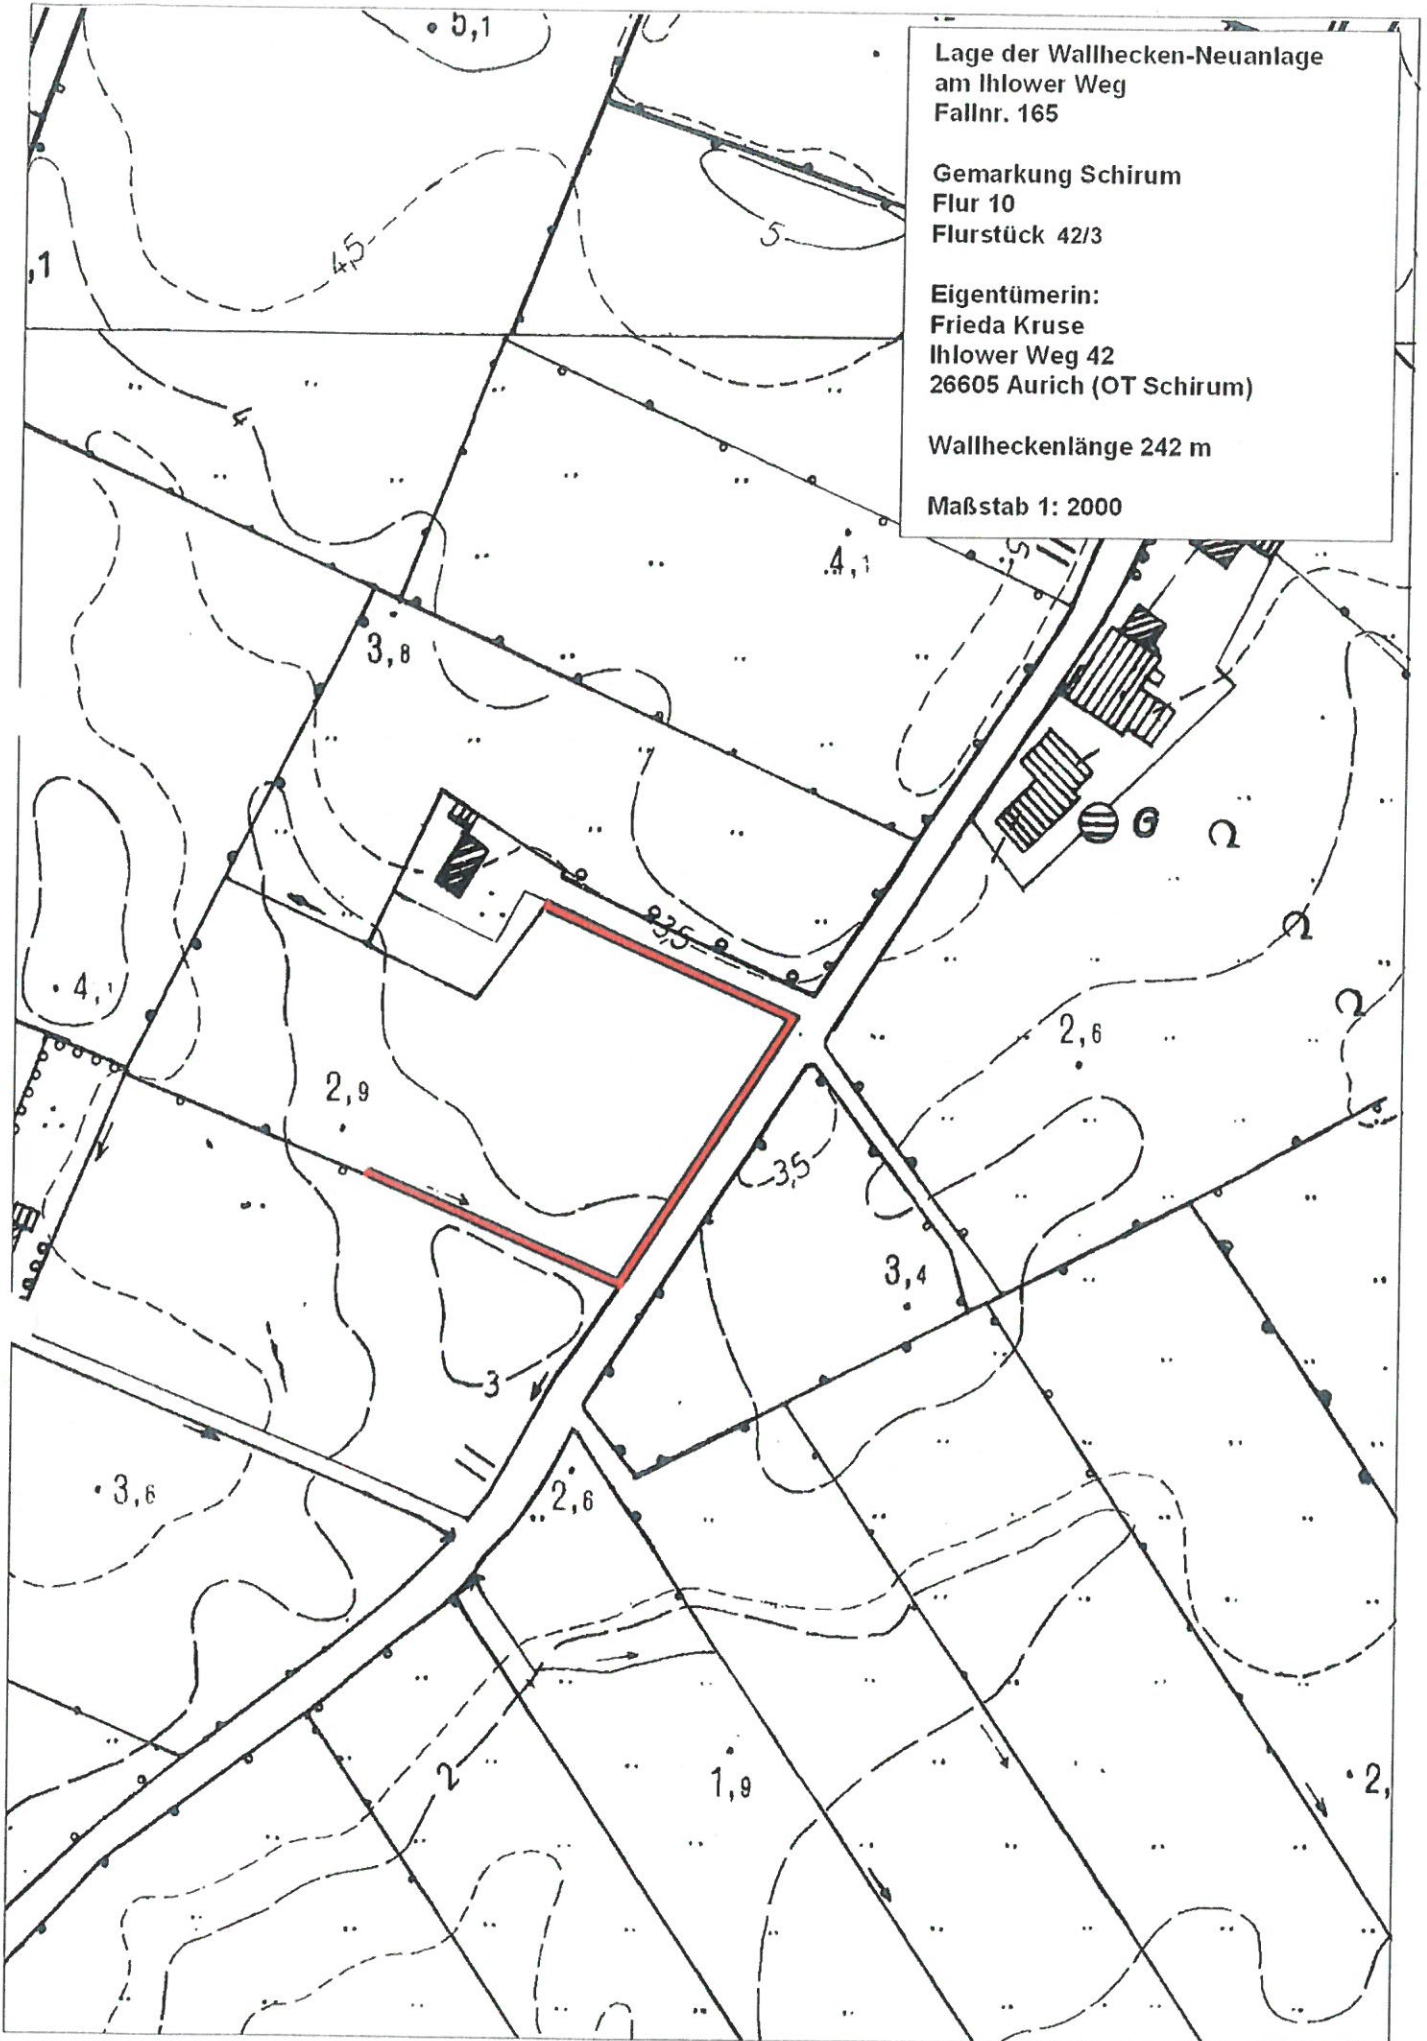 5,1
Lage der Wallhecken-Neuanlage
am Ihlower Weg
Fallnr. 165
Gemarkung Schirum
Flur 10
Flurstück 42/3
Eigentümerin:
Frieda Kruse
Ihlower Weg 42
26605 Aurich (OT Schirum)
Wallheckenlänge 242 m
Maßstab 1: 2000
4,5
5
,1
4
4,1
5
3,8
G
3,5
4,1
2,6
2,9
3,5
3,4
3
3,6
2,6
2
1,9
2,